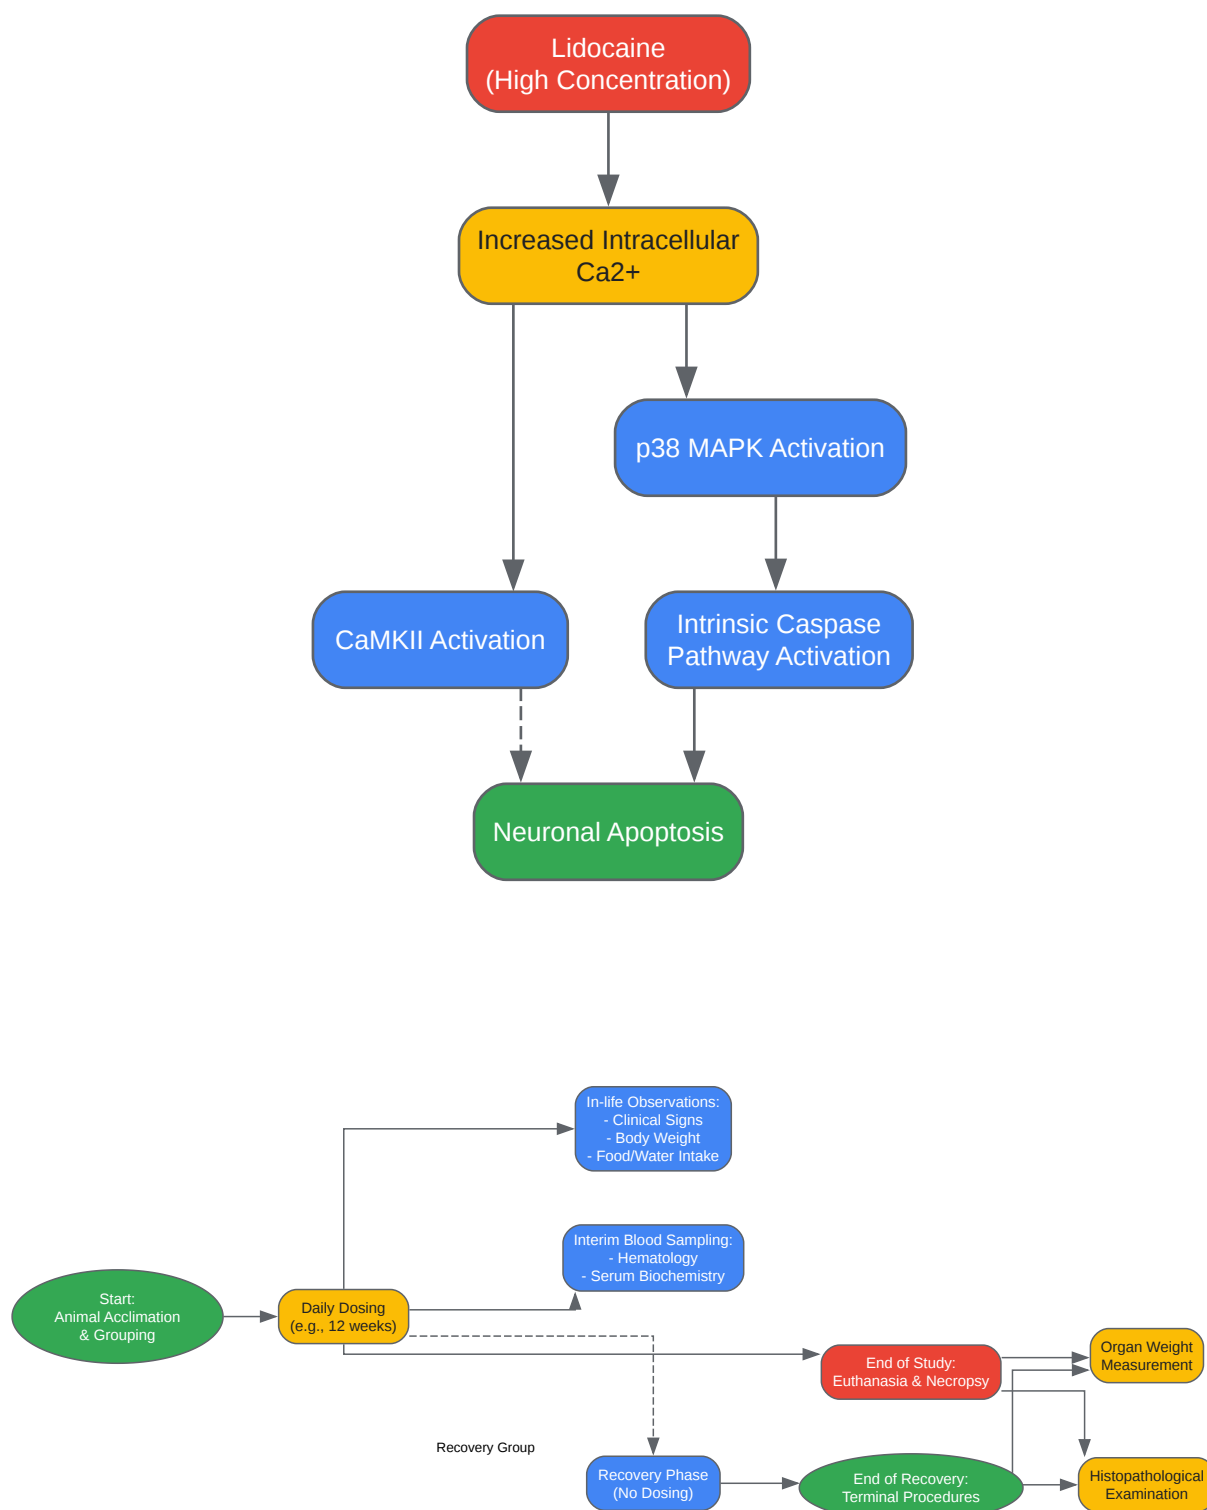 Lidocaine
(High Concentration)
Increased Intracellular
Ca2+
p38 MAPK Activation
CaMKII Activation
Intrinsic Caspase
Pathway Activation
Neuronal Apoptosis
In-life Observations:
- Clinical Signs
- Body Weight
- Food/Water Intake
Interim Blood Sampling:
- Hematology
- Serum Biochemistry
Start:
Animal Acclimation
& Grouping
Daily Dosing
(e.g., 12 weeks)
End of Study:
Euthanasia & Necropsy
Organ Weight
Measurement
Recovery Group
Recovery Phase
(No Dosing)
End of Recovery:
Terminal Procedures
Histopathological
Examination